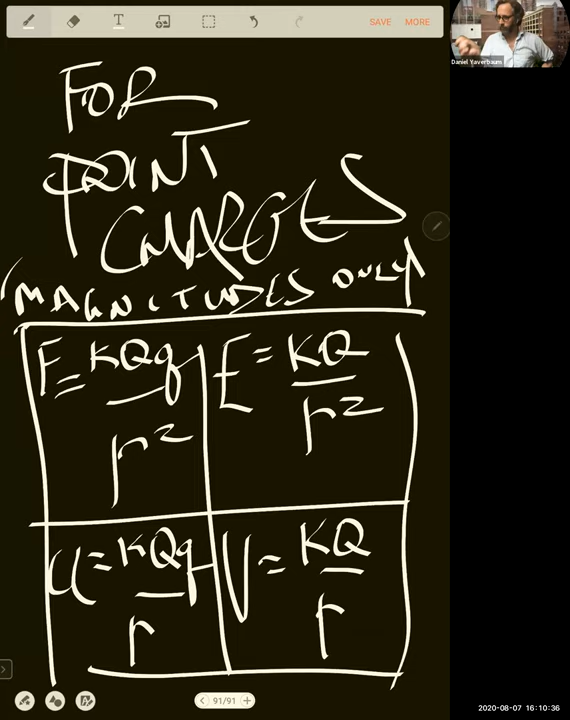 T
SAVE MORE
Daniel Yaverbaum
FOR
POINT
CHARGES
(MAGNITUDES ONLY)
F = KQq / r²
E = KQ / r²
U = KQq / r
V = KQ / r
91/91
2020-08-07 16:10:36